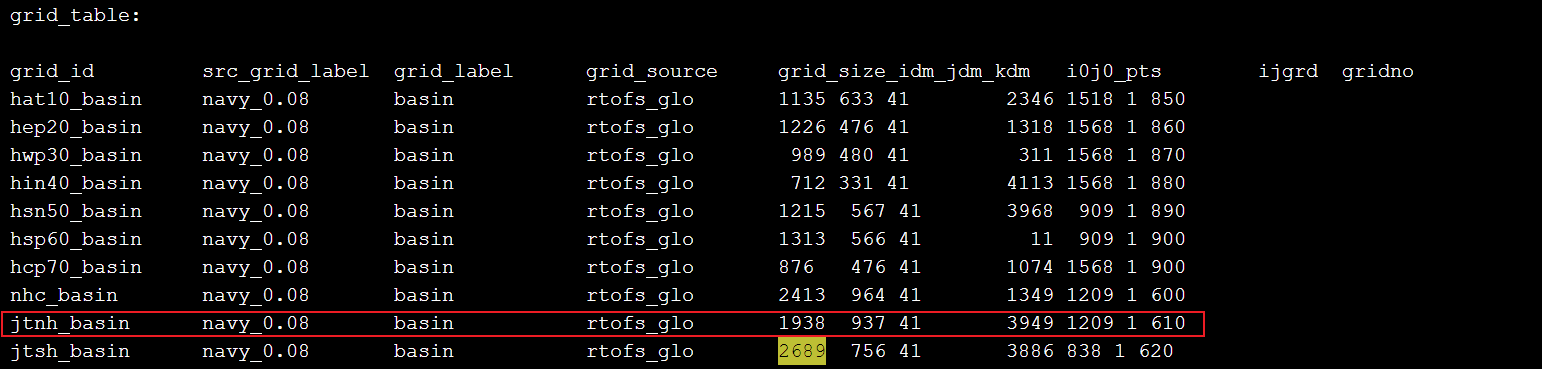 grid_table:
grid_id src_grid_label grid_label grid_source grid_size_idm_jdm_kdm i0j0_pts ijgrd gridno
hat10_basin navy_0.08 basin rtofs_glo 1135 633 41 2346 1518 1 850
hep20_basin navy_0.08 basin rtofs_glo 1226 476 41 1318 1568 1 860
hwp30_basin navy_0.08 basin rtofs_glo 989 480 41 311 1568 1 870
hin40_basin navy_0.08 basin rtofs_glo 712 331 41 4113 1568 1 880
hsn50_basin navy_0.08 basin rtofs_glo 1215 567 41 3968 909 1 890
hsp60_basin navy_0.08 basin rtofs_glo 1313 566 41 11 909 1 900
hcp70_basin navy_0.08 basin rtofs_glo 876 476 41 1074 1568 1 900
nhc_basin navy_0.08 basin rtofs_glo 2413 964 41 1349 1209 1 600
jtnh_basin navy_0.08 basin rtofs_glo 1938 937 41 3949 1209 1 610
jtsh_basin navy_0.08 basin rtofs_glo 2689 756 41 3886 838 1 620